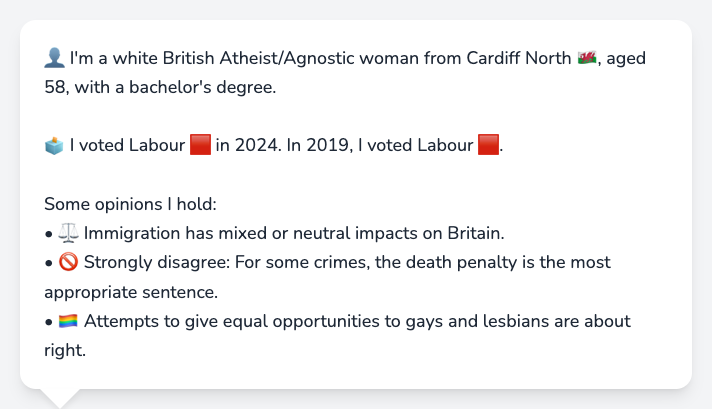 👤 I'm a white British Atheist/Agnostic woman from Cardiff North 🏴󠁧󠁢󠁷󠁬󠁳󠁿, aged
58, with a bachelor's degree.
🗳️ I voted Labour 🟥 in 2024. In 2019, I voted Labour 🟥.
Some opinions I hold:
• ⚖️ Immigration has mixed or neutral impacts on Britain.
• 🚫 Strongly disagree: For some crimes, the death penalty is the most
appropriate sentence.
• 🏳️‍🌈 Attempts to give equal opportunities to gays and lesbians are about
right.